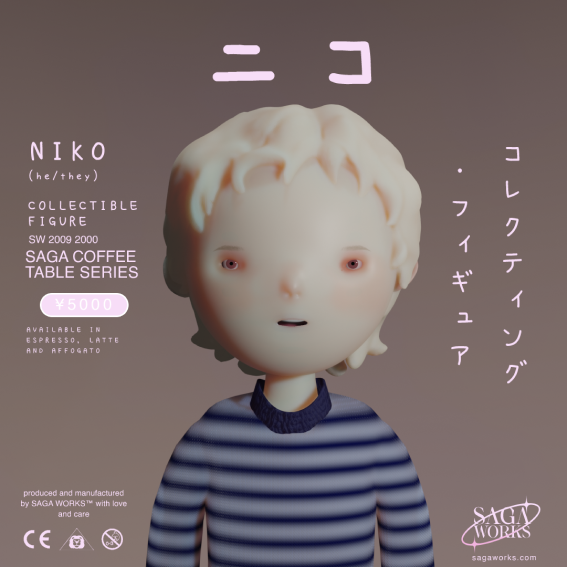 ニコ
NIKO
(he/they)
COLLECTIBLE
FIGURE
SW 2009 2000
SAGA COFFEE
TABLE SERIES
¥5000
AVAILABLE IN
ESPRESSO, LATTE
AND AFFOGATO
コレクティング
・フィギュア
produced and manufactured
by SAGA WORKS™ with love
and care
CE
SAGA
WORKS
sagaworks.com